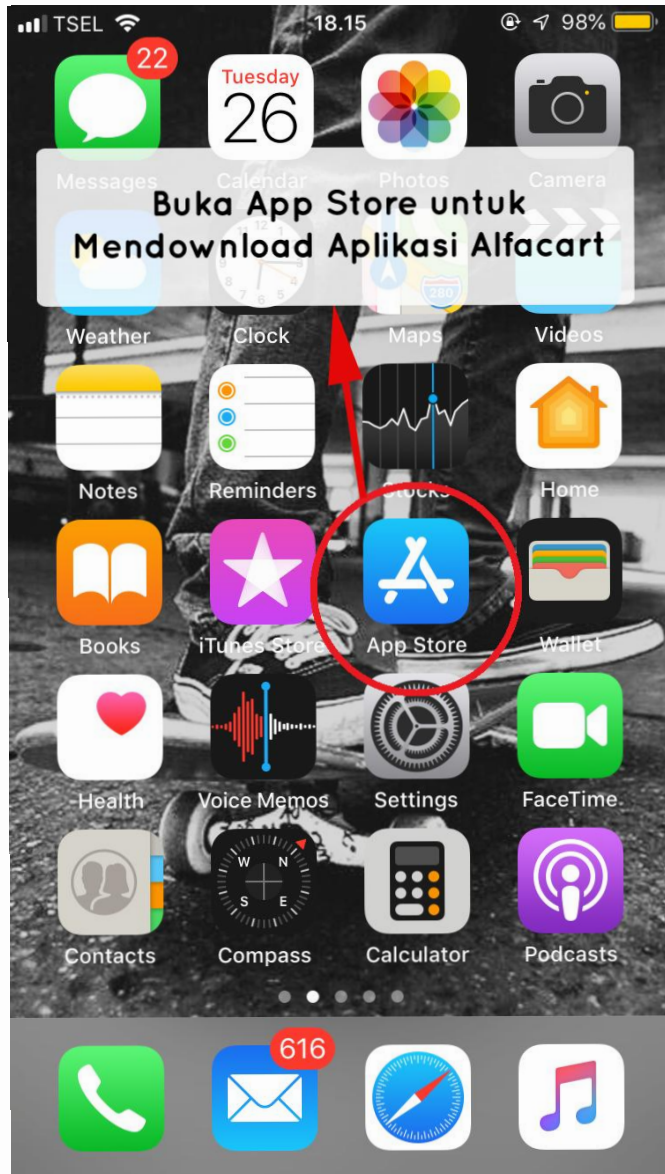 TSEL 18.15 98%
22
Tuesday
26
Messages Calendar Photos Camera
Buka App Store untuk
Mendownload Aplikasi Alfacart
12
280
Weather Clock Maps Videos
Notes Reminders Stocks Home
Books iTunes Store App Store Wallet
Health Voice Memos Settings FaceTime
W N
S E
Contacts Compass Calculator Podcasts
616